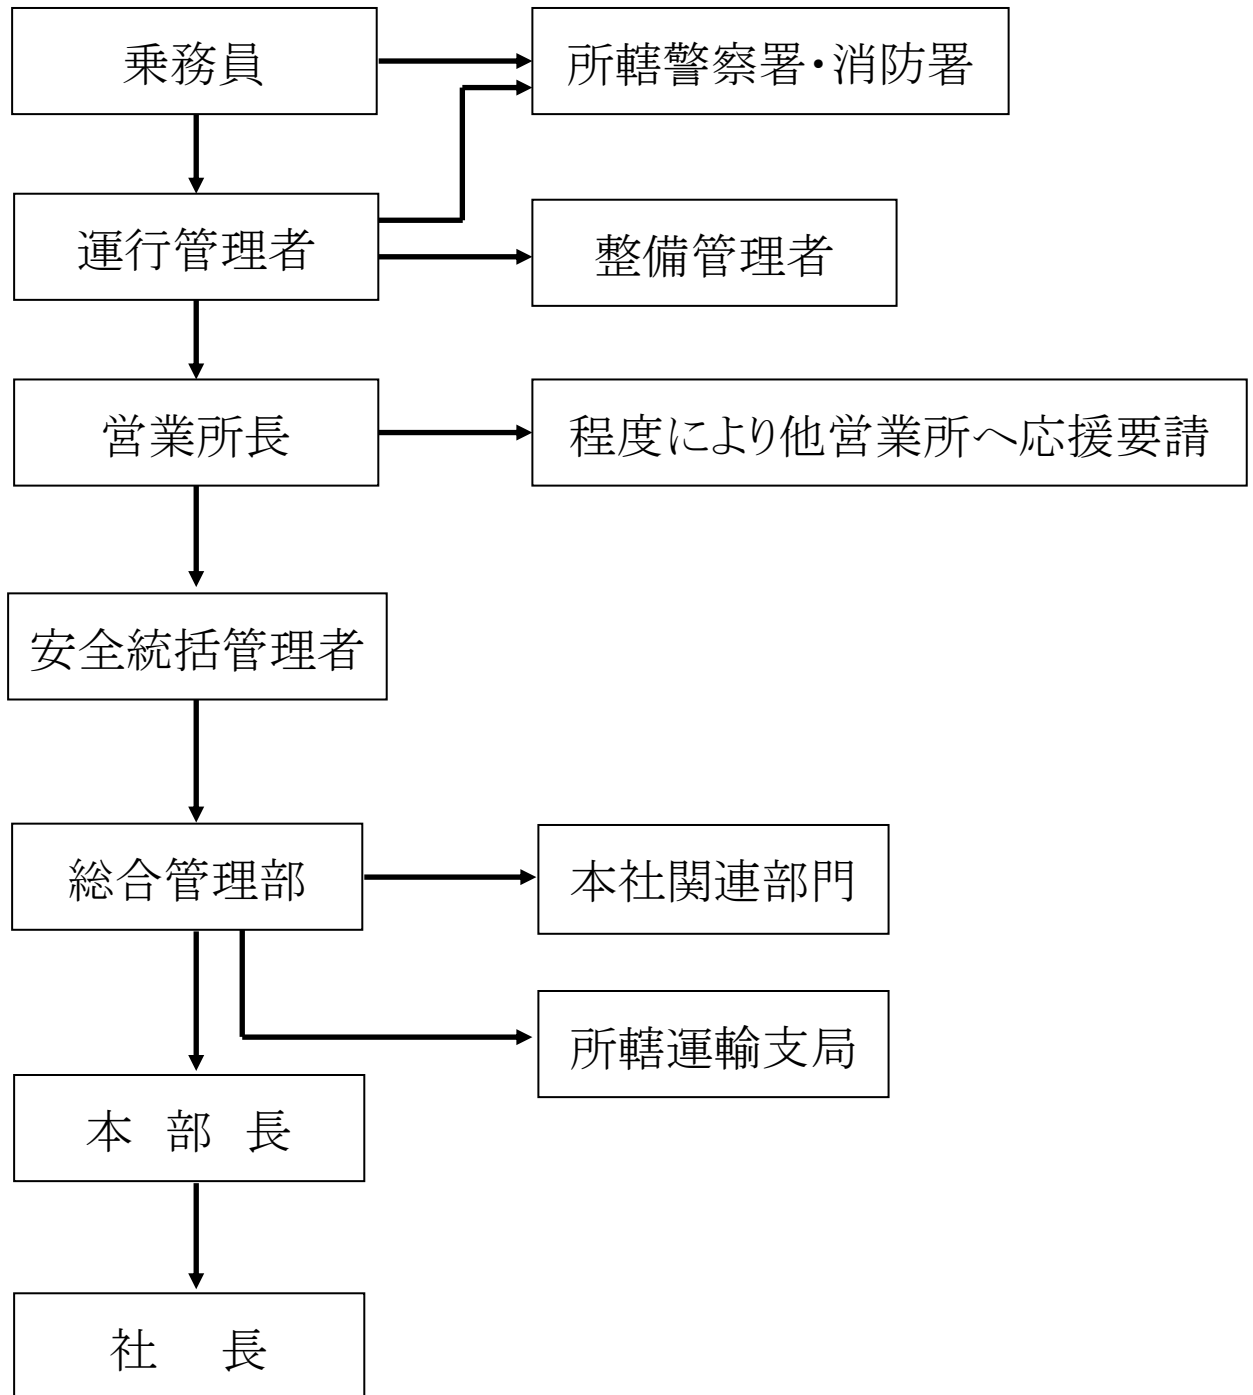 乗務員
所轄警察署・消防署
運行管理者
整備管理者
営業所長
程度により他営業所へ応援要請
安全統括管理者
総合管理部
本社関連部門
所轄運輸支局
本 部 長
社 長